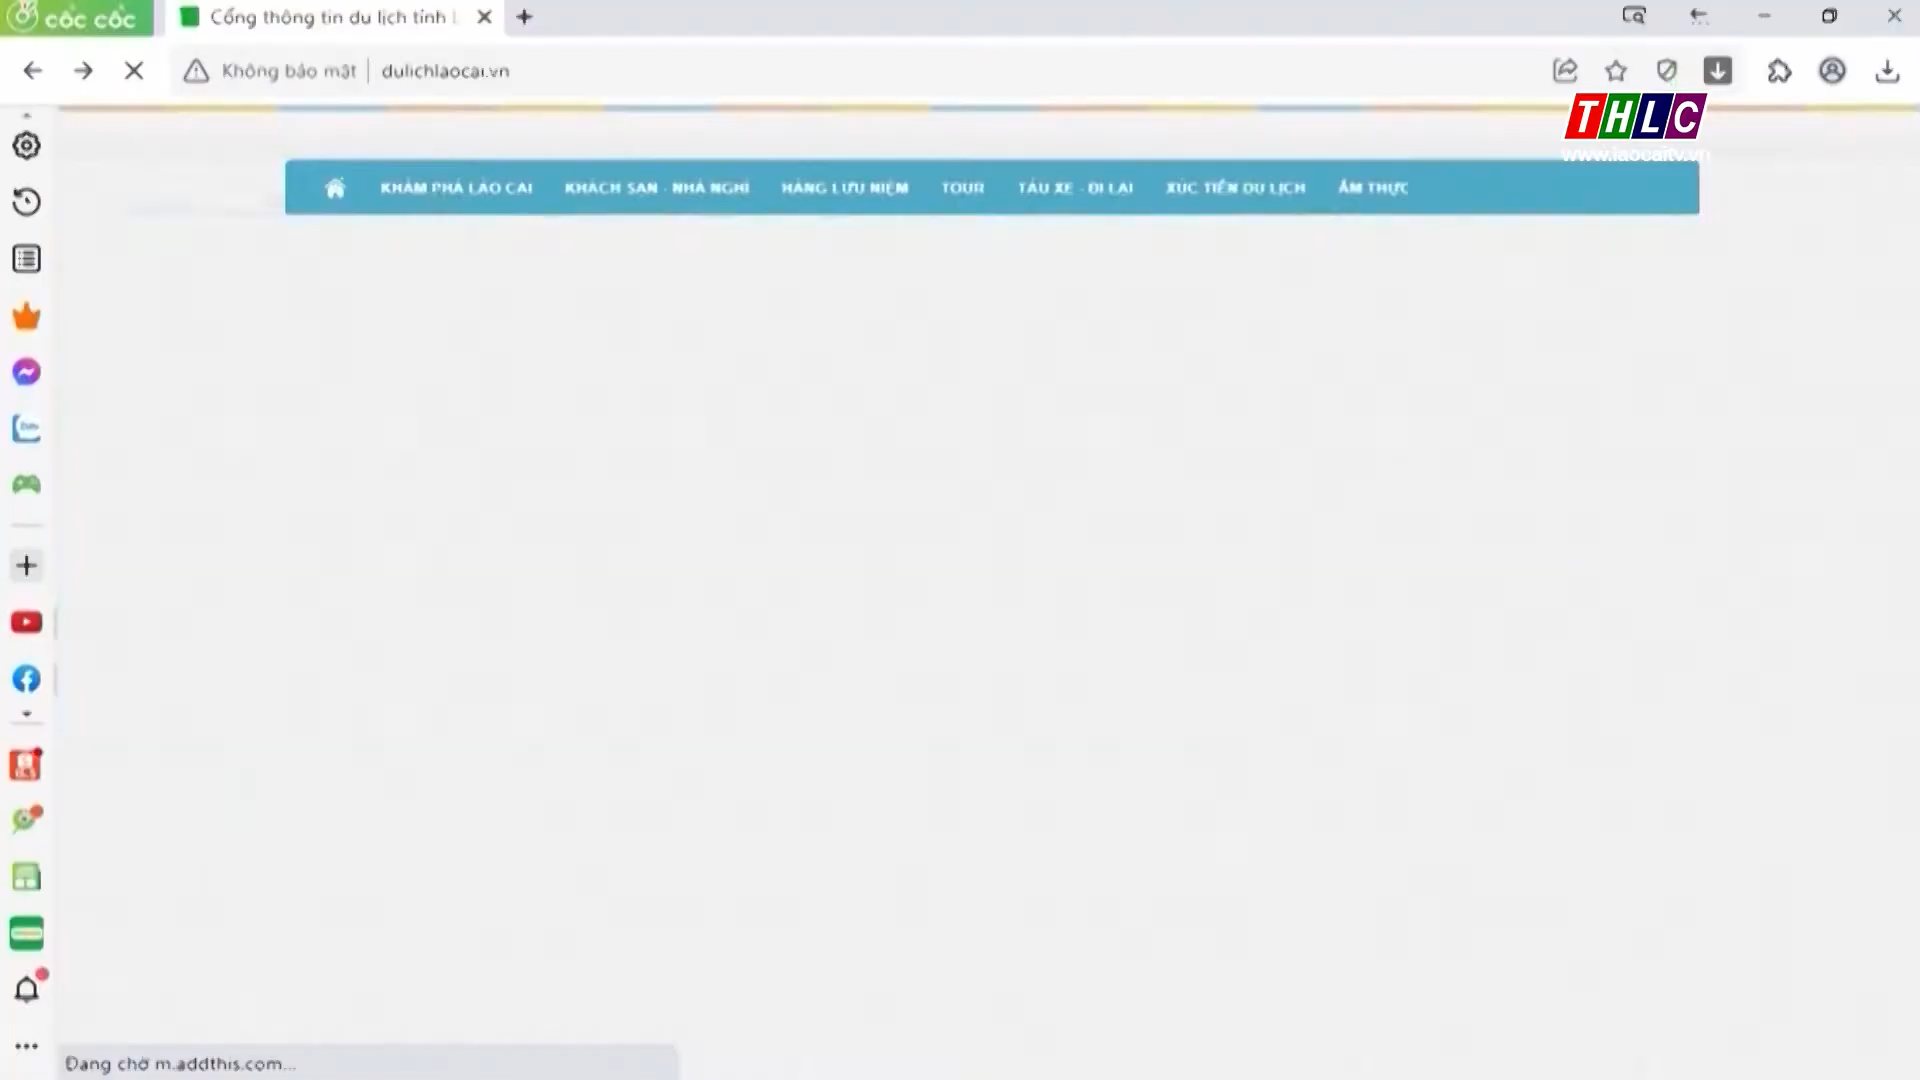 cốc cốc
Cổng thông tin du lịch tỉnh L
Không bảo mật
dulichlaocai.vn
THLC
www.laocaitv.vn
KHÁM PHÁ LÀO CAI
KHÁCH SẠN - NHÀ NGHỈ
HÀNG LƯU NIỆM
TOUR
TÀU XE - ĐI LẠI
XÚC TIẾN DU LỊCH
ẨM THỰC
Đang chờ m.addthis.com...